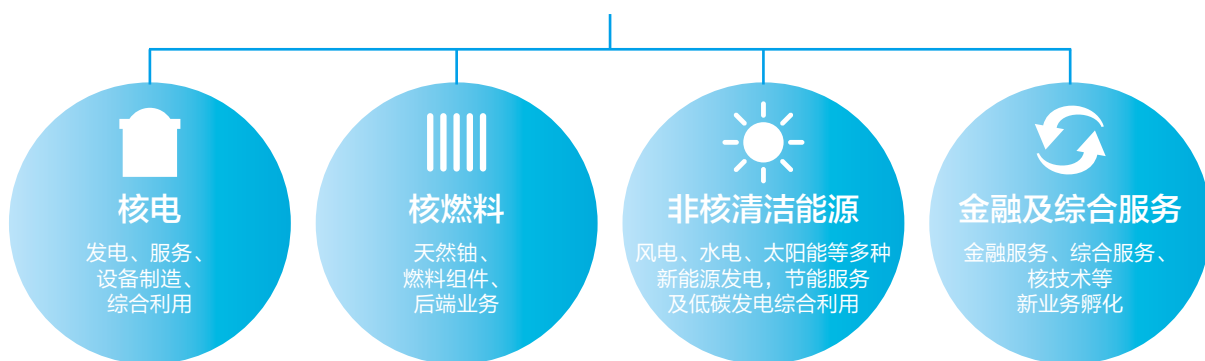 核电
发电、服务、
设备制造、
综合利用
核燃料
天然铀、
燃料组件、
后端业务
非核清洁能源
风电、水电、太阳能等多种
新能源发电，节能服务
及低碳发电综合利用
金融及综合服务
金融服务、综合服务、
核技术等
新业务孵化